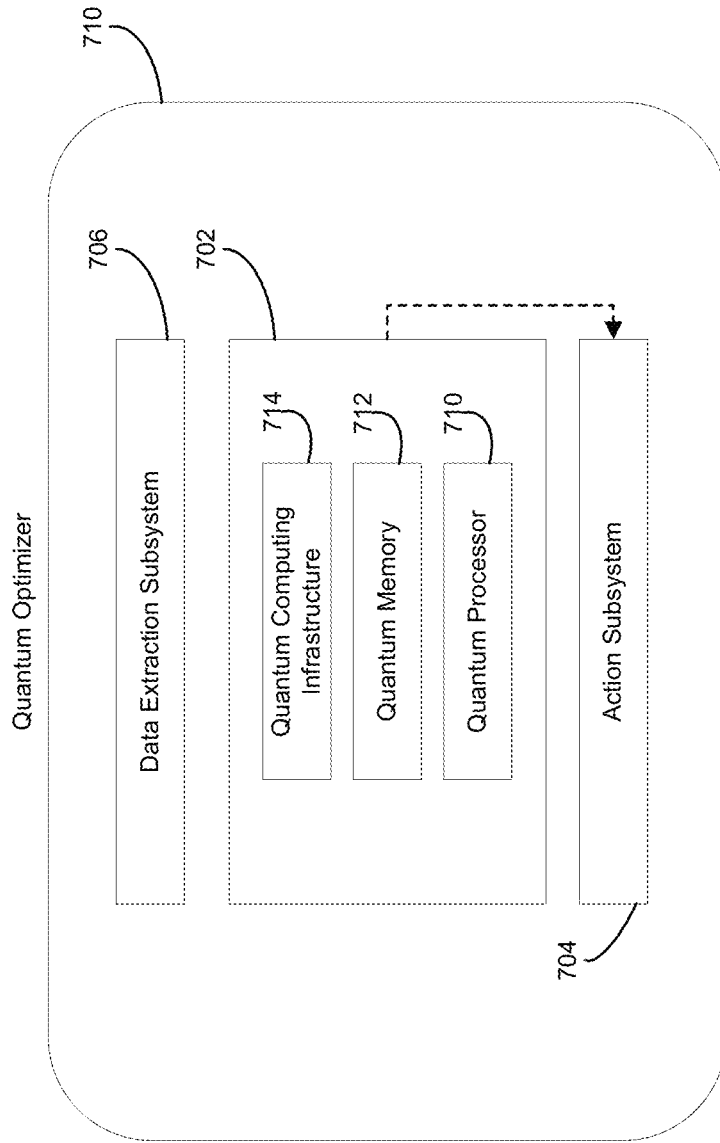 Quantum Optimizer
710
Data Extraction Subsystem
706
702
Quantum Computing
Infrastructure
714
Quantum Memory
712
Quantum Processor
710
Action Subsystem
704